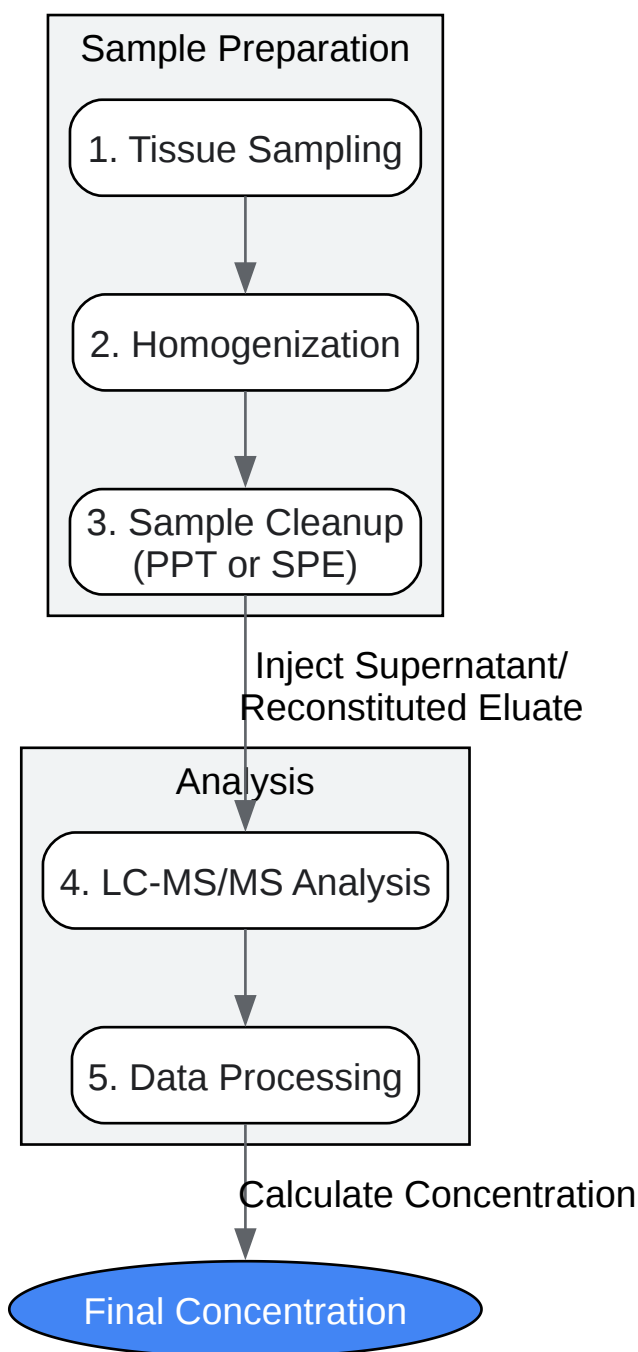 Sample Preparation
1. Tissue Sampling
2. Homogenization
3. Sample Cleanup
(PPT or SPE)
Inject Supernatant/
Reconstituted Eluate
Analysis
4. LC-MS/MS Analysis
5. Data Processing
Calculate Concentration
Final Concentration